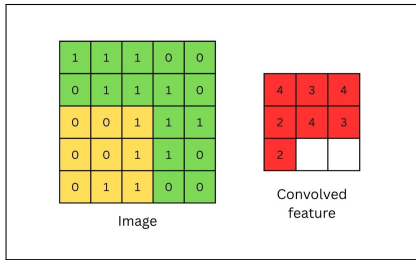 1 1 1 0 0
0 1 1 1 0
0 0 1 1 1
0 0 1 1 0
0 1 1 0 0
Image
4 3 4
2 4 3
2
Convolved
feature